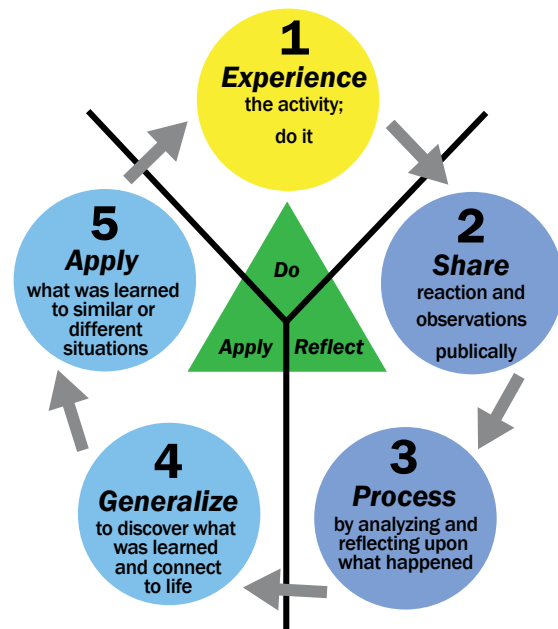 1
Experience
the activity;
do it
2
Share
reaction and
observations
publically
3
Process
by analyzing and
reflecting upon
what happened
4
Generalize
to discover what
was learned
and connect
to life
5
Apply
what was learned
to similar or
different
situations
Do
Apply Reflect